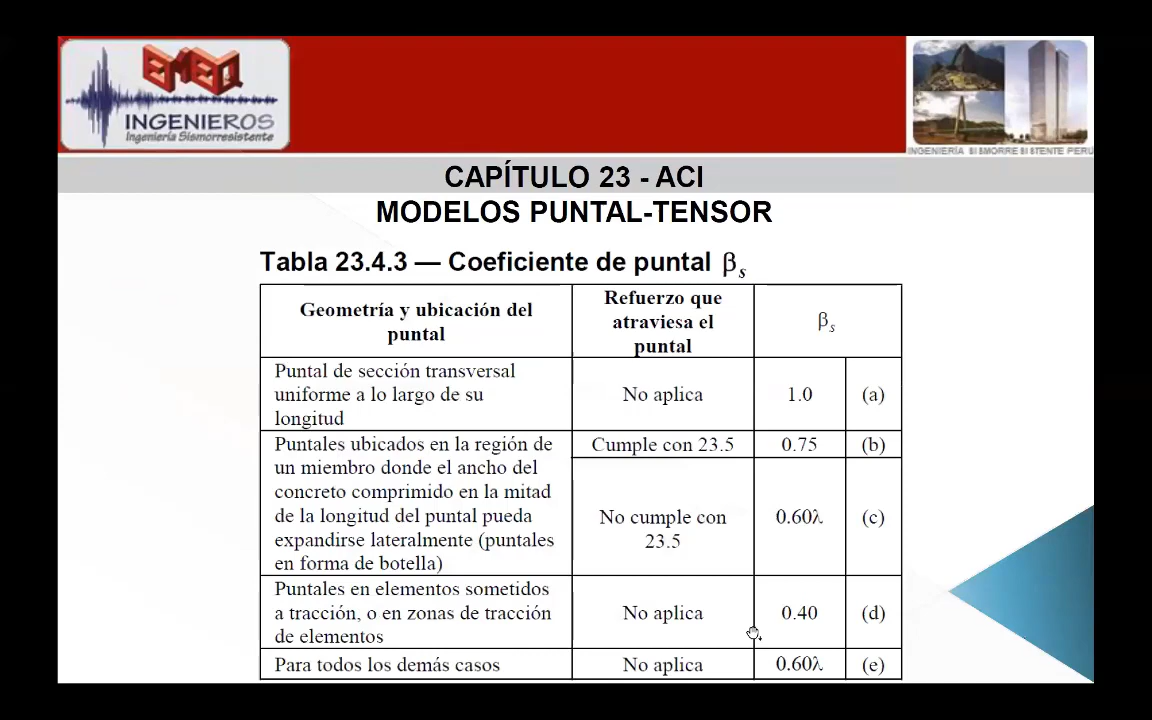 EMEQ
INGENIEROS
Ingeniería Sismorresistente
INGENIERÍA SISMORRESISTENTE PERÚ
CAPÍTULO 23 - ACI
MODELOS PUNTAL-TENSOR
Tabla 23.4.3 — Coeficiente de puntal βs
Geometría y ubicación del
puntal
Refuerzo que
atraviesa el
puntal
βs
Puntal de sección transversal
uniforme a lo largo de su
longitud
No aplica
1.0
(a)
Puntales ubicados en la región de
un miembro donde el ancho del
concreto comprimido en la mitad
de la longitud del puntal pueda
expandirse lateralmente (puntales
en forma de botella)
Cumple con 23.5
0.75
(b)
No cumple con
23.5
0.60λ
(c)
Puntales en elementos sometidos
a tracción, o en zonas de tracción
de elementos
No aplica
0.40
(d)
Para todos los demás casos
No aplica
0.60λ
(e)